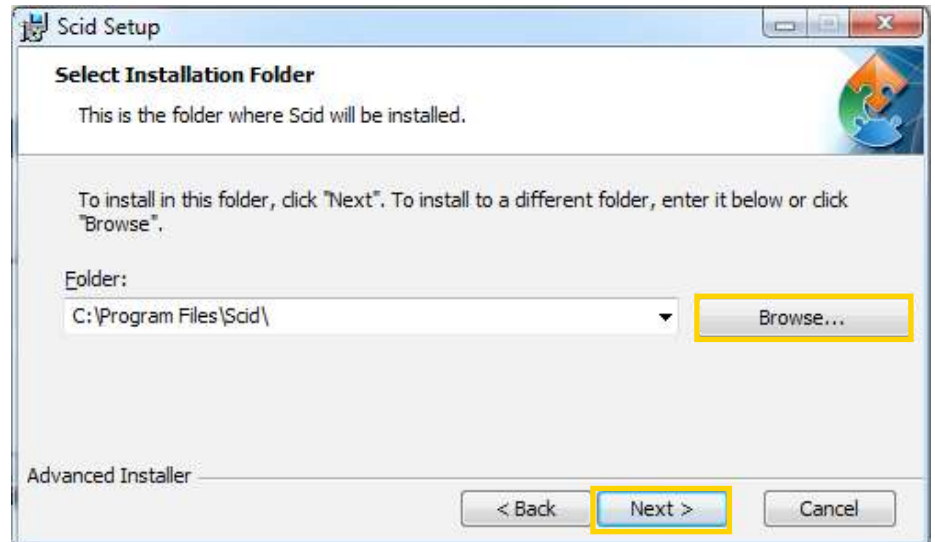 Scid Setup
Select Installation Folder
This is the folder where Scid will be installed.
To install in this folder, click "Next". To install to a different folder, enter it below or click
"Browse".
Folder:
C:\Program Files\Scid\
Browse...
Advanced Installer
< Back
Next >
Cancel